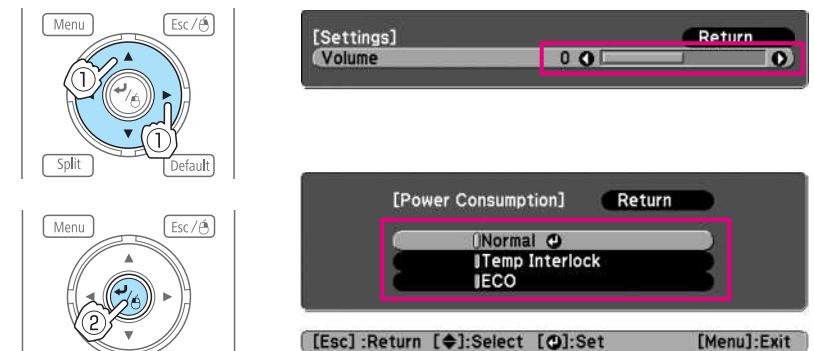 Menu
Esc/
①
①
Split
Default
[Settings]
Return
Volume 0
[Power Consumption] Return
Normal
Temp Interlock
ECO
Menu
Esc/
②
[Esc] :Return [◆]:Select [⏎]:Set [Menu]:Exit